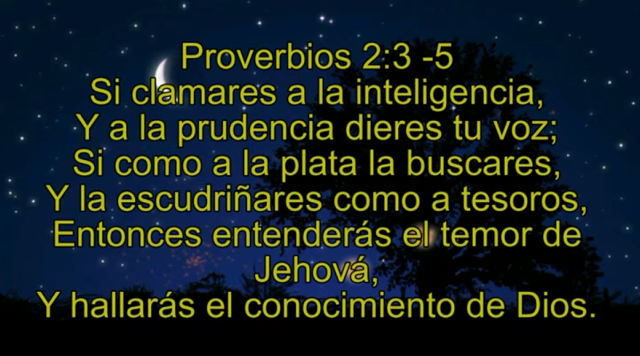 Proverbios 2:3 -5
Si clamares a la inteligencia,
Y a la prudencia dieres tu voz;
Si como a la plata la buscares,
Y la escudriñares como a tesoros,
Entonces entenderás el temor de
Jehová,
Y hallarás el conocimiento de Dios.